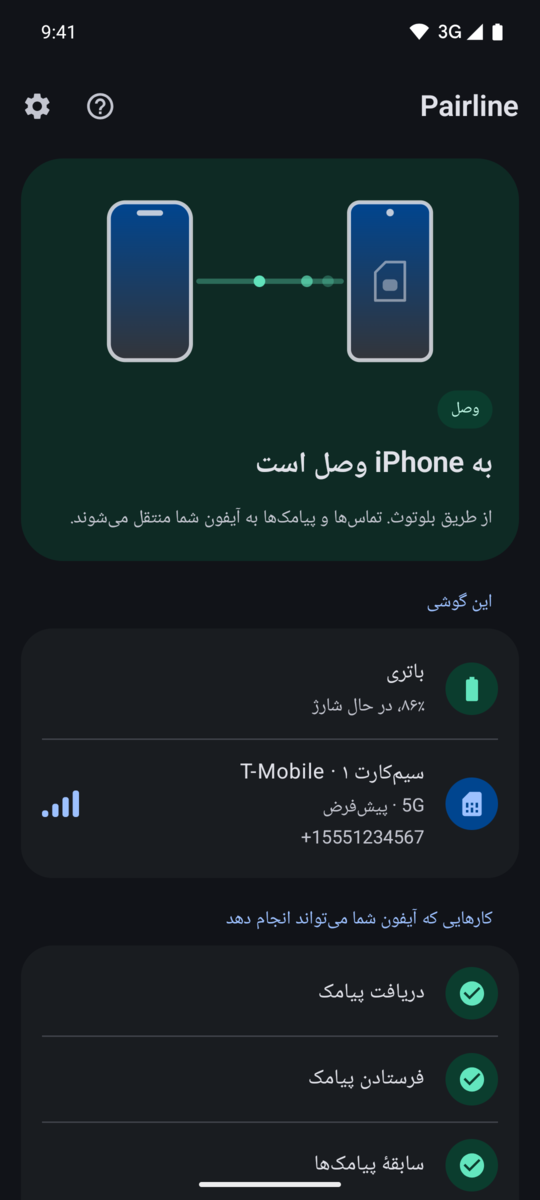 9:41
3G
Pairline
وصل
به iPhone وصل است
از طریق بلوتوث. تماس‌ها و پیامک‌ها به آیفون شما منتقل می‌شوند.
این گوشی
باتری
۸۶٪، در حال شارژ
سیم‌کارت ۱ · T-Mobile
5G · پیش‌فرض
+15551234567
کارهایی که آیفون شما می‌تواند انجام دهد
دریافت پیامک
فرستادن پیامک
سابقهٔ پیامک‌ها